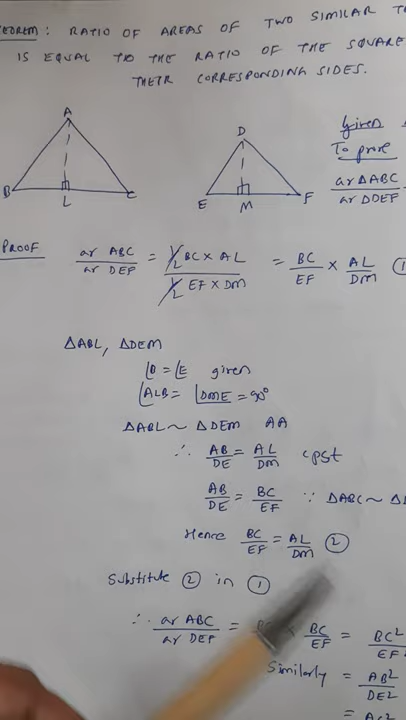 THEOREM: RATIO OF AREAS OF TWO SIMILAR
IS EQUAL TO THE RATIO OF THE SQUARE
THEIR CORRESPONDING SIDES.
A
B
L
C
D
E
M
F
Given
To prove
ar ΔABC / ar ΔDEF
PROOF
ar ABC / ar DEF = ½ BC × AL / ½ EF × DM = BC/EF × AL/DM ①
ΔABL, ΔDEM
∠B = ∠E given
∠ALB = ∠DME = 90°
ΔABL ~ ΔDEM AA
∴ AB/DE = AL/DM cpst
AB/DE = BC/EF ∵ ΔABC ~ Δ
Hence BC/EF = AL/DM ②
Substitute ② in ①
∴ ar ABC / ar DEF = × BC/EF = BC²/EF
Similarly = AB²/DE²
=